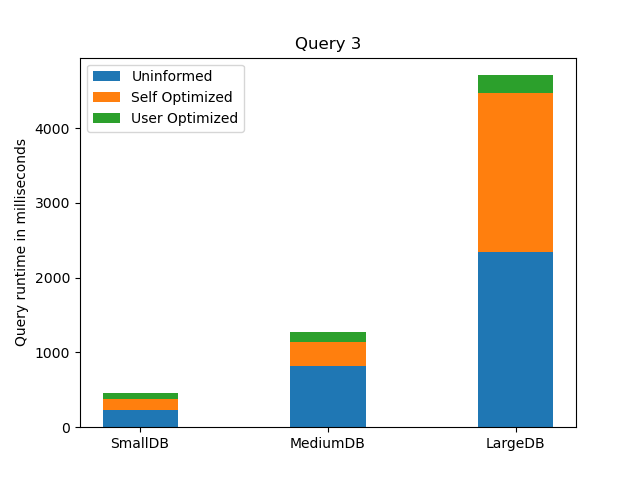 Query 3
Uninformed
Self Optimized
User Optimized
Query runtime in milliseconds
4000
3000
2000
1000
0
SmallDB
MediumDB
LargeDB